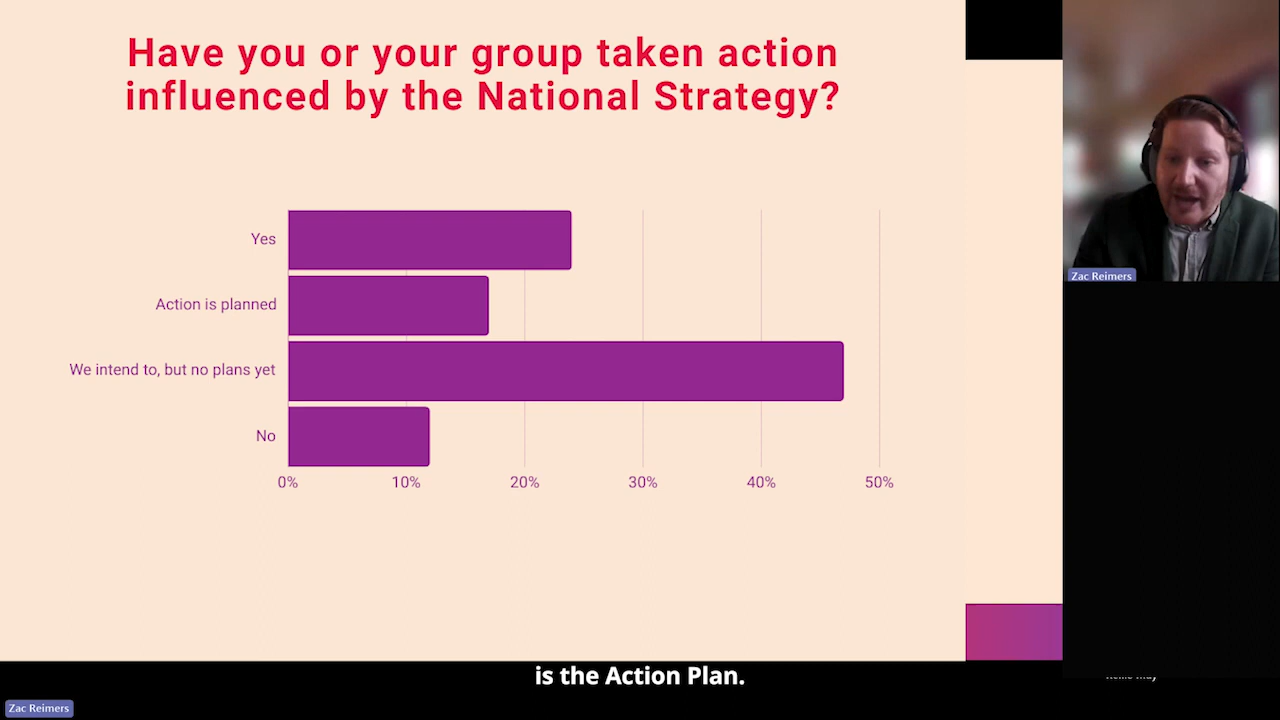 Have you or your group taken action
influenced by the National Strategy?
Yes
Action is planned
We intend to, but no plans yet
No
0% 10% 20% 30% 40% 50%
Zac Reimers
is the Action Plan.
Zac Reimers